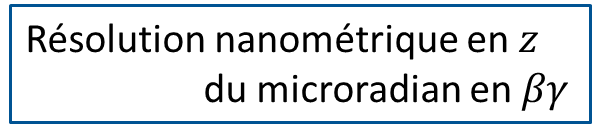 Résolution nanométrique en 𝑧
du microradian en 𝛽𝛾